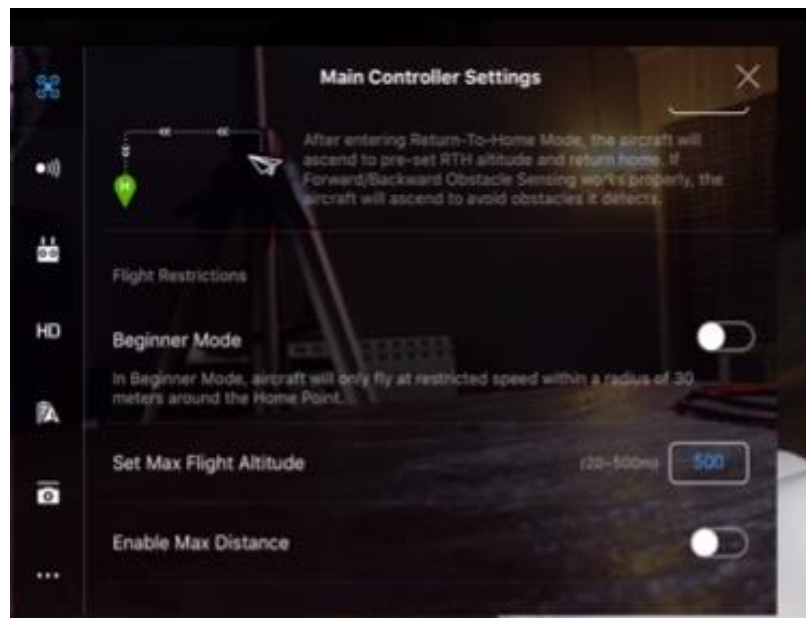 Main Controller Settings
After entering Return-To-Home Mode, the aircraft will
ascend to pre-set RTH altitude and return home. If
Forward/Backward Obstacle Sensing works properly, the
aircraft will ascend to avoid obstacles it detects.
H
Flight Restrictions
HD
Beginner Mode
In Beginner Mode, aircraft will only fly at restricted speed within a radius of 30
meters around the Home Point.
Set Max Flight Altitude (20~500m) 500
Enable Max Distance